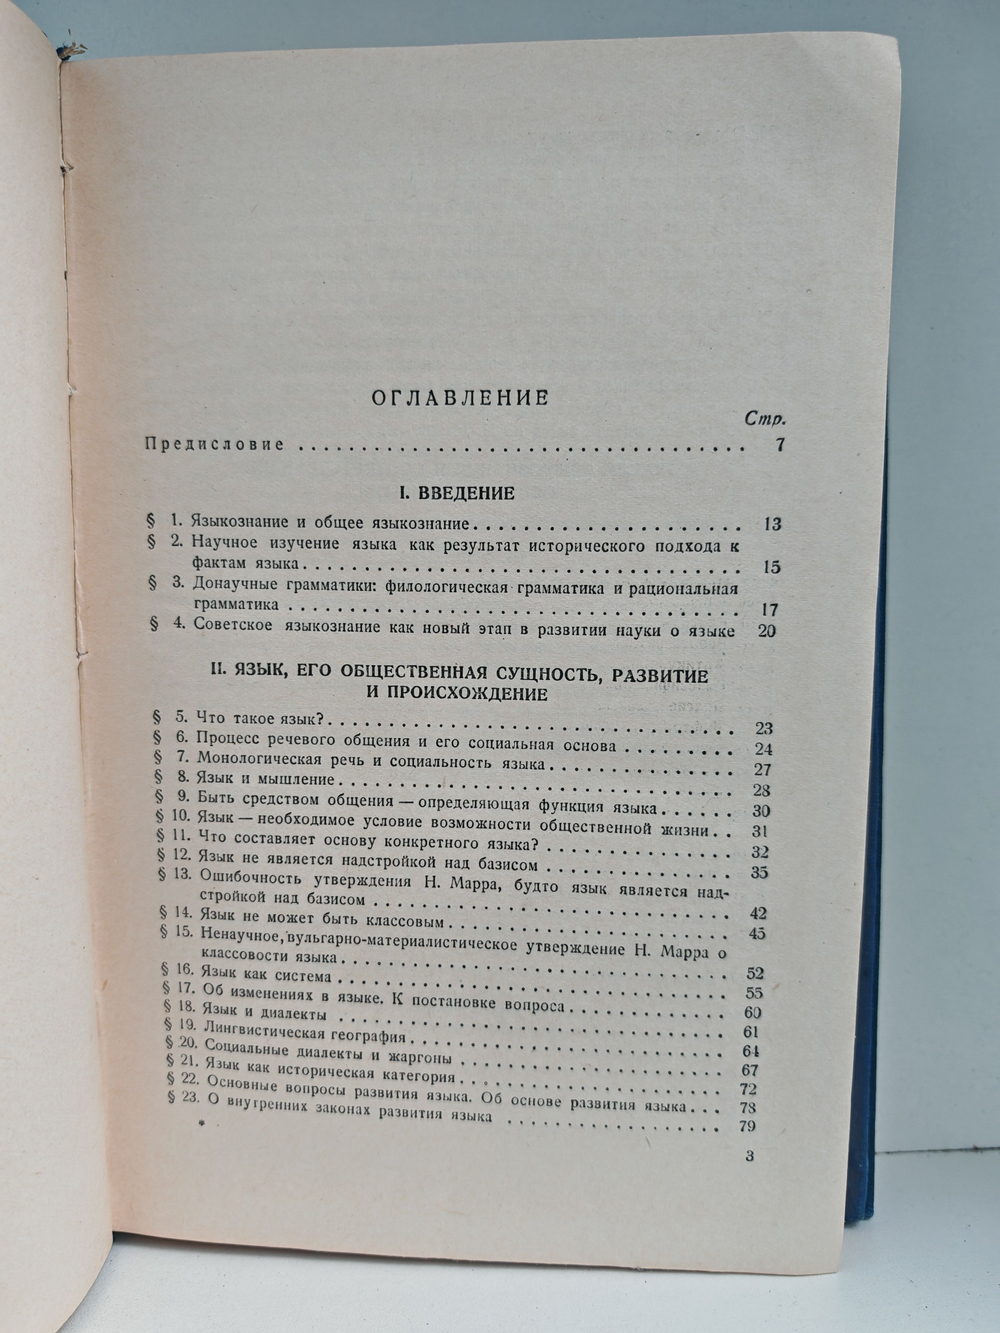 ОГЛАВЛЕНИЕ
Стр.
Предисловие . . . . . . . . . . . . . . . . . . . . 7
I. ВВЕДЕНИЕ
§ 1. Языкознание и общее языкознание . . . . . . . . . . 13
§ 2. Научное изучение языка как результат исторического подхода к
фактам языка . . . . . . . . . . . . . . . . . . . . 15
§ 3. Донаучные грамматики: филологическая грамматика и рациональная
грамматика . . . . . . . . . . . . . . . . . . . . 17
§ 4. Советское языкознание как новый этап в развитии науки о языке 20
II. ЯЗЫК, ЕГО ОБЩЕСТВЕННАЯ СУЩНОСТЬ, РАЗВИТИЕ
И ПРОИСХОЖДЕНИЕ
§ 5. Что такое язык? . . . . . . . . . . . . . . . . . . 23
§ 6. Процесс речевого общения и его социальная основа . . . . . . 24
§ 7. Монологическая речь и социальность языка . . . . . . . . . 27
§ 8. Язык и мышление . . . . . . . . . . . . . . . . . . 28
§ 9. Быть средством общения — определяющая функция языка . . . . . 30
§ 10. Язык — необходимое условие возможности общественной жизни . . 31
§ 11. Что составляет основу конкретного языка? . . . . . . . . . 32
§ 12. Язык не является надстройкой над базисом . . . . . . . . . 35
§ 13. Ошибочность утверждения Н. Марра, будто язык является над-
стройкой над базисом . . . . . . . . . . . . . . . . 42
§ 14. Язык не может быть классовым . . . . . . . . . . . . . 45
§ 15. Ненаучное, вульгарно-материалистическое утверждение Н. Марра о
классовости языка . . . . . . . . . . . . . . . . . . 52
§ 16. Язык как система . . . . . . . . . . . . . . . . . . 55
§ 17. Об изменениях в языке. К постановке вопроса . . . . . . . . 60
§ 18. Язык и диалекты . . . . . . . . . . . . . . . . . . 61
§ 19. Лингвистическая география . . . . . . . . . . . . . . 64
§ 20. Социальные диалекты и жаргоны . . . . . . . . . . . . 67
§ 21. Язык как историческая категория . . . . . . . . . . . . 72
§ 22. Основные вопросы развития языка. Об основе развития языка . . . 78
§ 23. О внутренних законах развития языка . . . . . . . . . . . 79
*
3